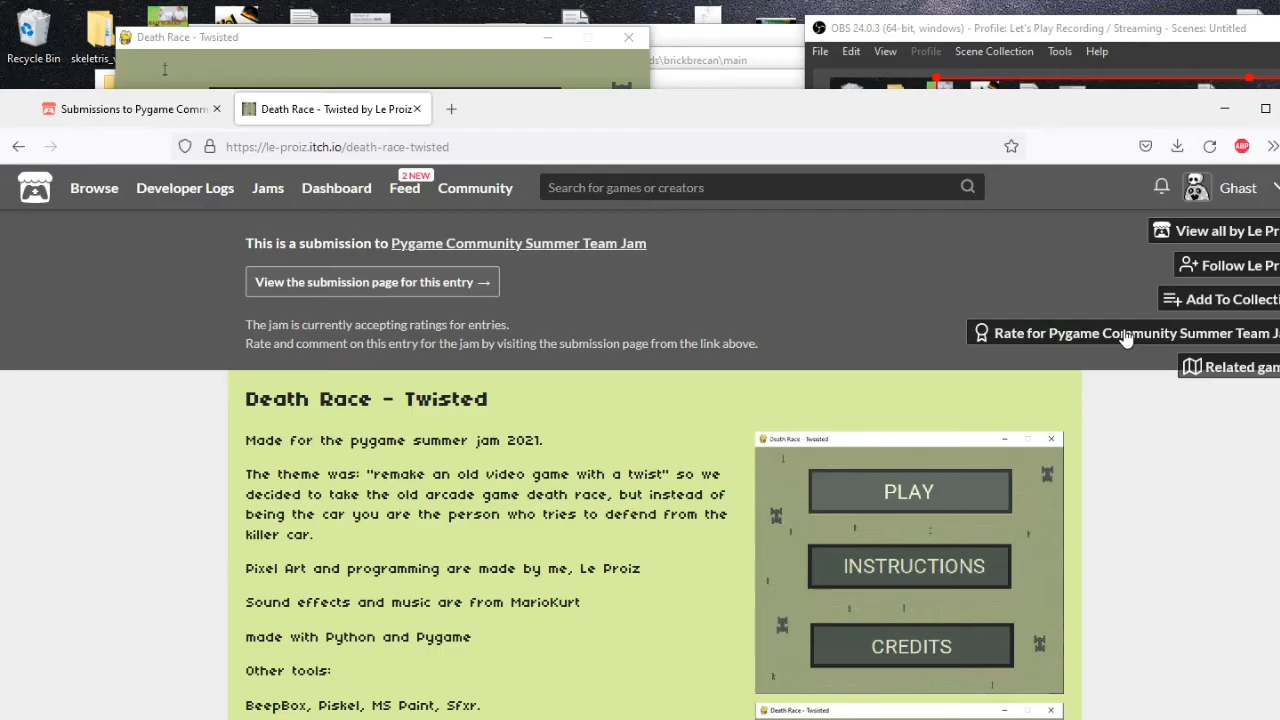 Death Race - Twsisted
OBS 24.0.3 (64-bit, windows) - Profile: Let's Play Recording / Streaming - Scenes: Untitled
File Edit View Profile Scene Collection Tools Help
Recycle Bin
skeletris_v
ds\brickbrecan\main
Submissions to Pygame Comm
Death Race - Twisted by Le Proiz
https://le-proiz.itch.io/death-race-twisted
ABP
Browse Developer Logs Jams Dashboard Feed Community
2 NEW
Search for games or creators
Ghast
This is a submission to Pygame Community Summer Team Jam
View the submission page for this entry →
The jam is currently accepting ratings for entries.
Rate and comment on this entry for the jam by visiting the submission page from the link above.
View all by Le Pr
Follow Le Pr
Add To Collecti
Rate for Pygame Community Summer Team Ja
Related gam
Death Race - Twisted
Made for the pygame summer jam 2021.
The theme was: "remake an old video game with a twist" so we
decided to take the old arcade game death race, but instead of
being the car you are the person who tries to defend from the
killer car.
Pixel Art and programming are made by me, Le Proiz
Sound effects and music are from MarioKurt
made with Python and Pygame
Other tools:
BeepBox, Piskel, MS Paint, Sfxr.
Death Race - Twsisted
PLAY
INSTRUCTIONS
CREDITS
Death Race - Twsisted